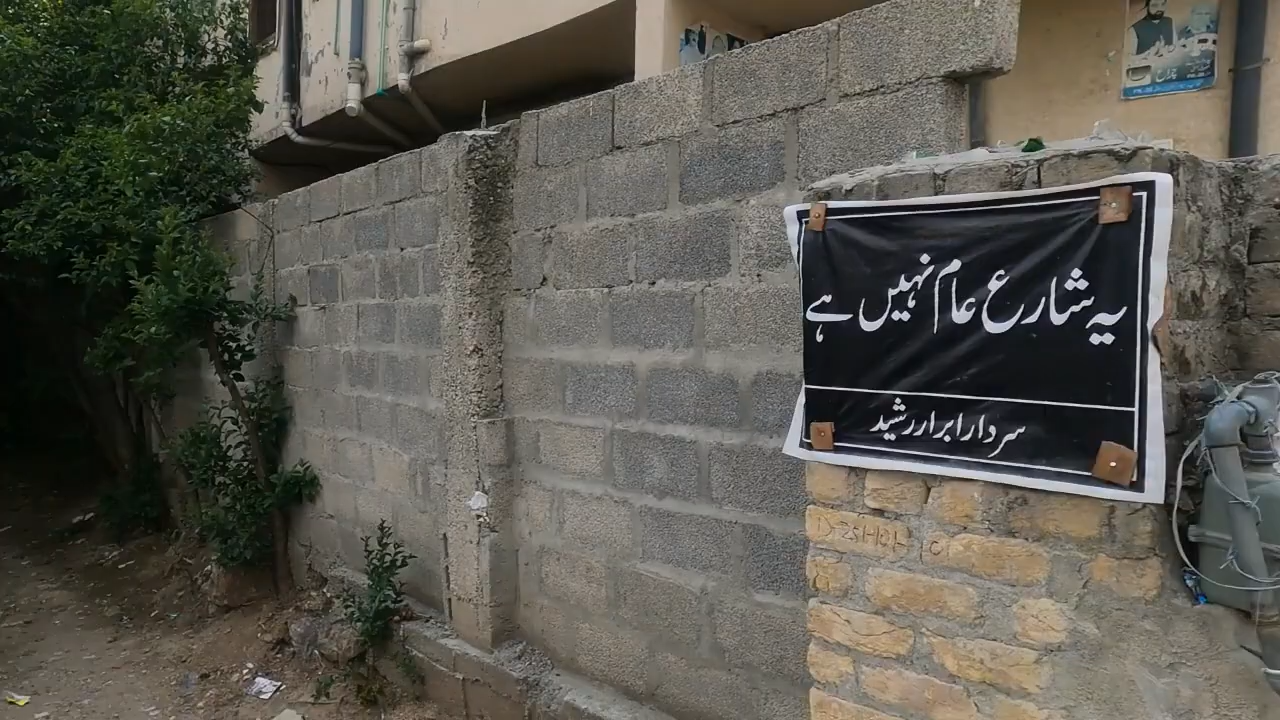 یہ شارع عام نہیں ہے
سردار ابرار رشید